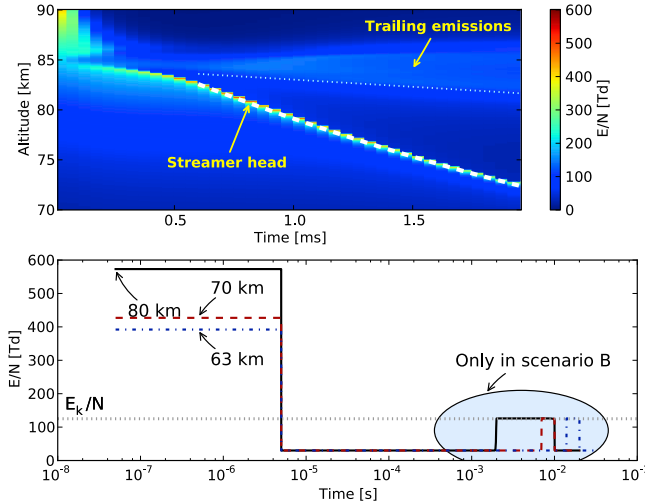 90
85
80
75
70
Altitude [km]
0.5
1.0
1.5
Time [ms]
Trailing emissions
Streamer head
600
500
400
300
200
100
0
E/N [Td]
600
500
400
300
200
100
0
E/N [Td]
80 km
70 km
63 km
E_k/N
Only in scenario B
10^-8
10^-7
10^-6
10^-5
10^-4
10^-3
10^-2
10^-1
Time [s]